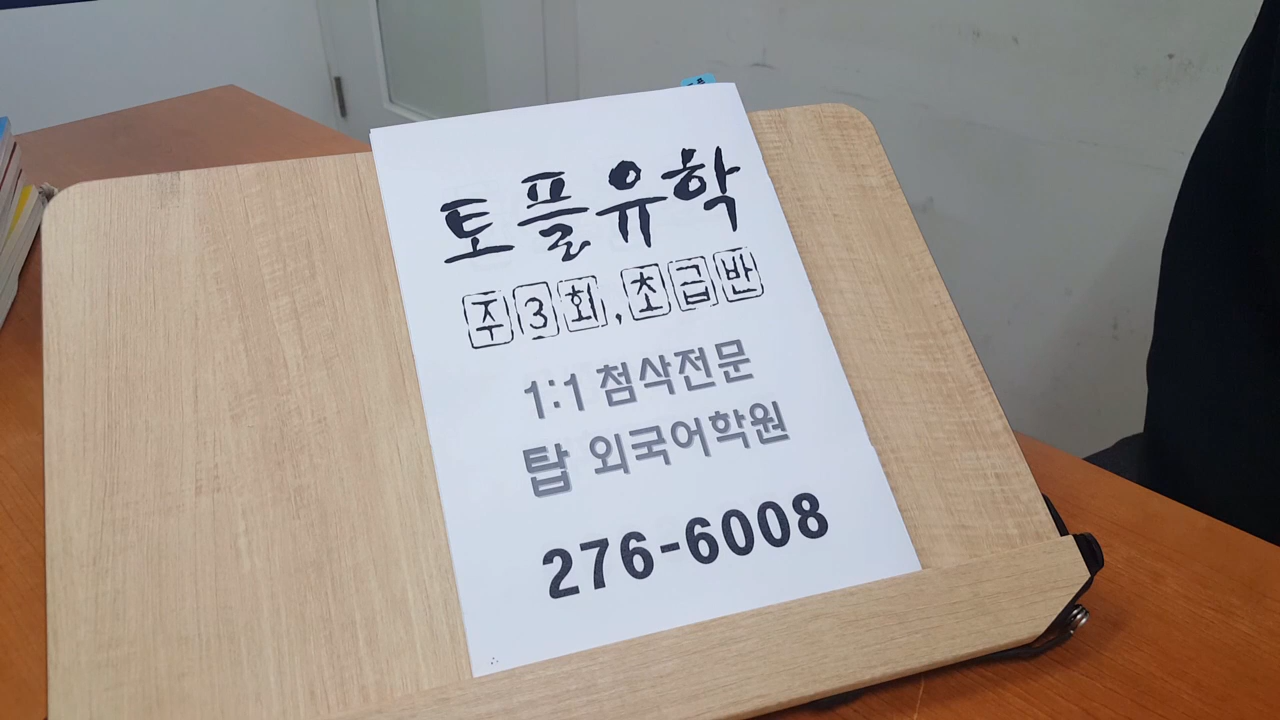 토플유학
주3회, 초급반
1:1 첨삭전문
탑 외국어학원
276-6008